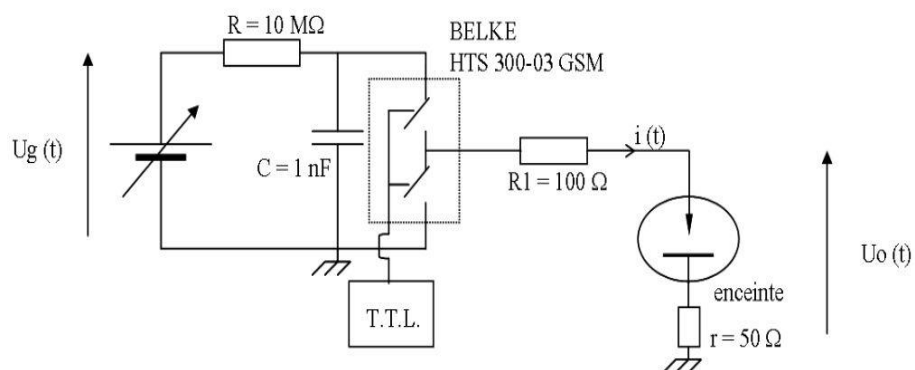 R = 10 MΩ
BELKE
HTS 300-03 GSM
Ug (t)
C = 1 nF
i (t)
R1 = 100 Ω
Uo (t)
enceinte
T.T.L.
r = 50 Ω